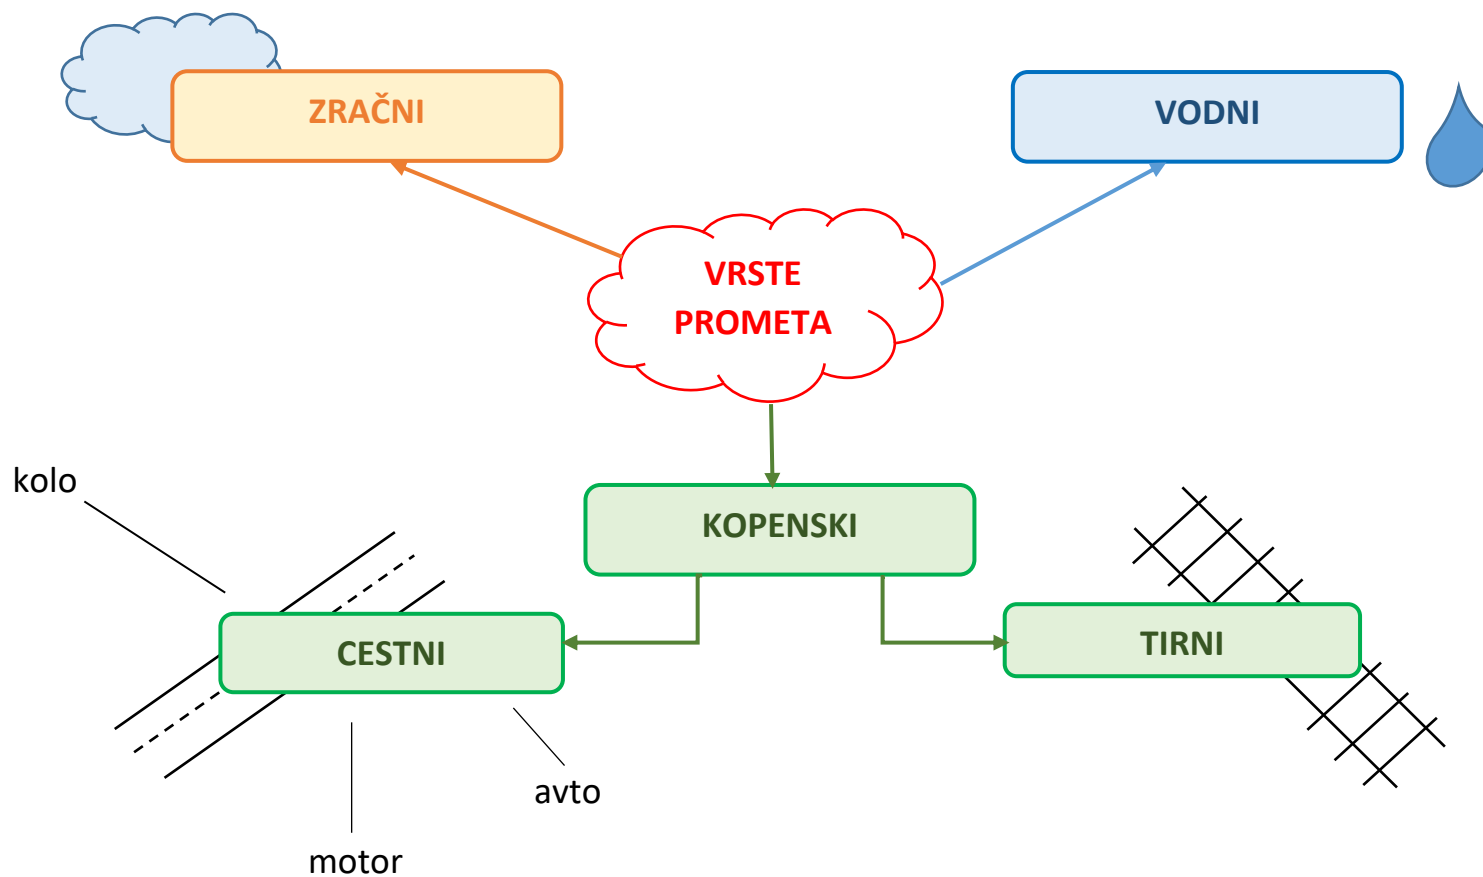 ZRAČNI
VODNI
VRSTE
PROMETA
kolo
KOPENSKI
CESTNI
TIRNI
avto
motor